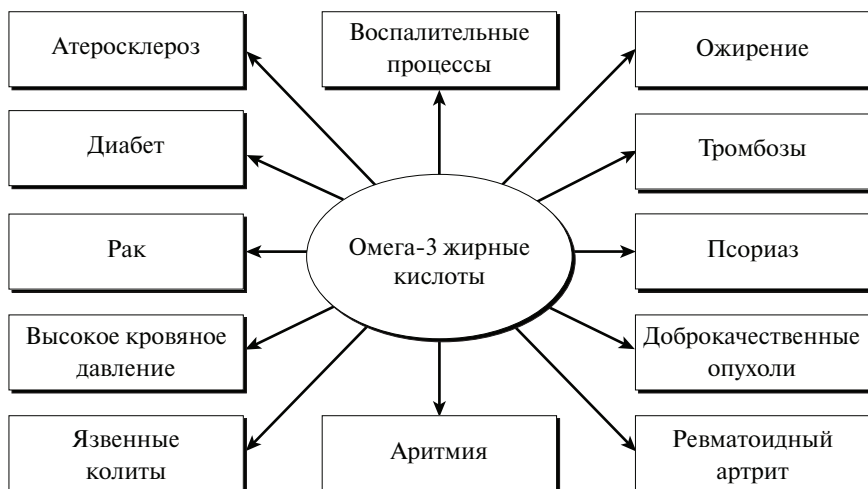 Атеросклероз
Воспалительные
процессы
Ожирение
Диабет
Тромбозы
Рак
Омега-3 жирные
кислоты
Псориаз
Высокое кровяное
давление
Доброкачественные
опухоли
Язвенные
колиты
Аритмия
Ревматоидный
артрит